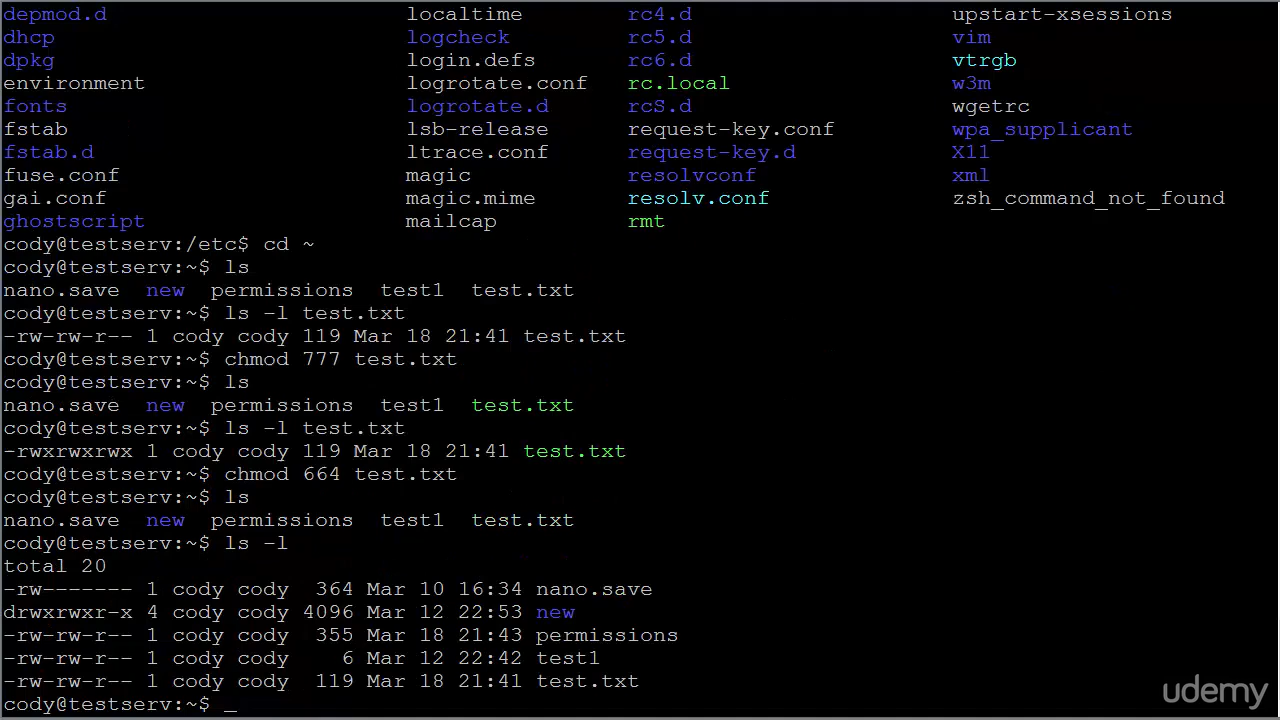 depmod.d                       localtime        rc4.d                    upstart-xsessions
dhcp                           logcheck         rc5.d                    vim
dpkg                           login.defs       rc6.d                    vtrgb
environment                    logrotate.conf   rc.local                 w3m
fonts                          logrotate.d      rcS.d                    wgetrc
fstab                          lsb-release      request-key.conf         wpa_supplicant
fstab.d                        ltrace.conf      request-key.d            X11
fuse.conf                      magic            resolvconf               xml
gai.conf                       magic.mime       resolv.conf              zsh_command_not_found
ghostscript                    mailcap          rmt
cody@testserv:/etc$ cd ~
cody@testserv:~$ ls
nano.save  new  permissions  test1  test.txt
cody@testserv:~$ ls -l test.txt
-rw-rw-r-- 1 cody cody 119 Mar 18 21:41 test.txt
cody@testserv:~$ chmod 777 test.txt
cody@testserv:~$ ls
nano.save  new  permissions  test1  test.txt
cody@testserv:~$ ls -l test.txt
-rwxrwxrwx 1 cody cody 119 Mar 18 21:41 test.txt
cody@testserv:~$ chmod 664 test.txt
cody@testserv:~$ ls
nano.save  new  permissions  test1  test.txt
cody@testserv:~$ ls -l
total 20
-rw------- 1 cody cody  364 Mar 10 16:34 nano.save
drwxrwxr-x 4 cody cody 4096 Mar 12 22:53 new
-rw-rw-r-- 1 cody cody  355 Mar 18 21:43 permissions
-rw-rw-r-- 1 cody cody    6 Mar 12 22:42 test1
-rw-rw-r-- 1 cody cody  119 Mar 18 21:41 test.txt
cody@testserv:~$ _
udemy